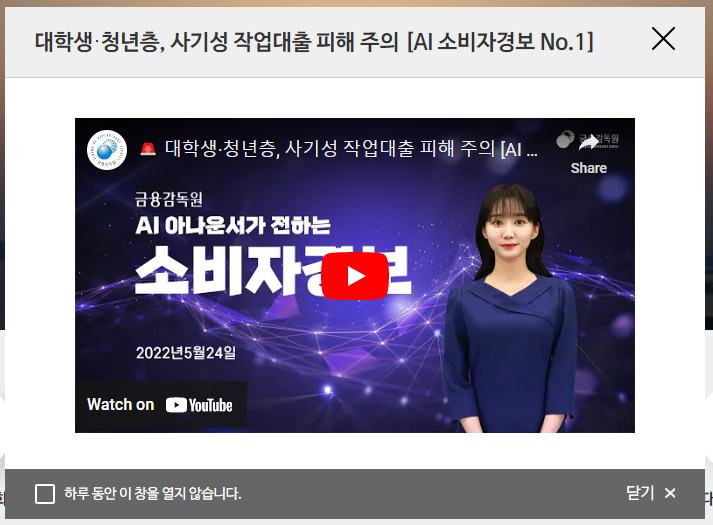 대학생·청년층, 사기성 작업대출 피해 주의 [AI 소비자경보 No.1]
대학생·청년층, 사기성 작업대출 피해 주의 [AI ...
Share
금융감독원
AI 아나운서가 전하는
소비자경보
2022년5월24일
Watch on YouTube
하루 동안 이 창을 열지 않습니다.
닫기